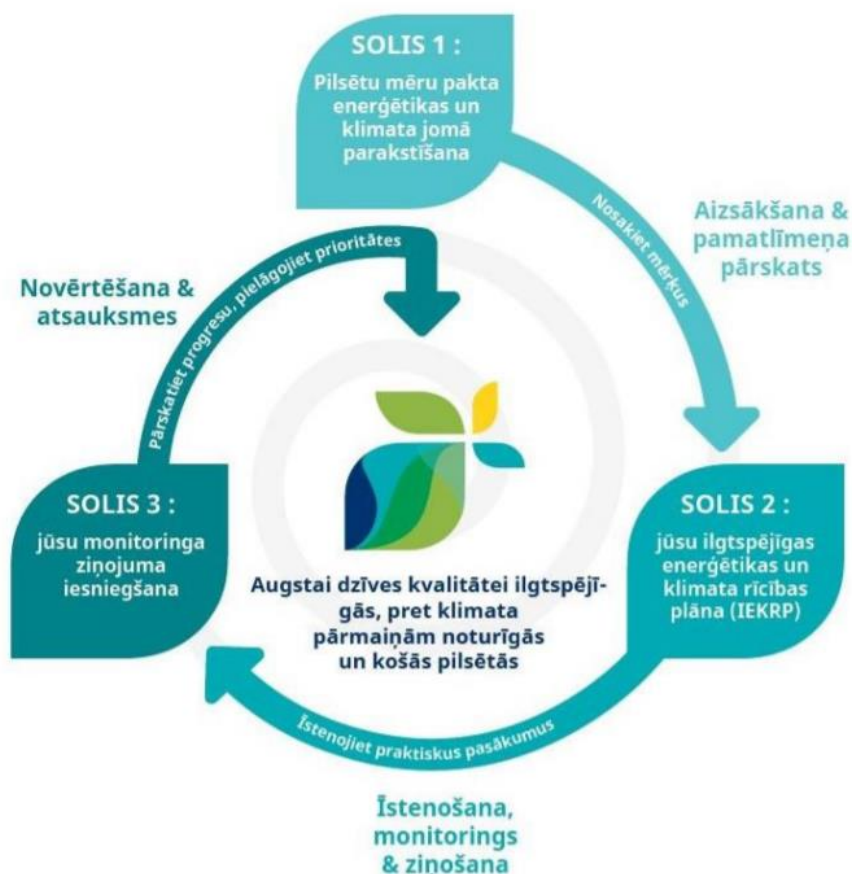 SOLIS 1 :
Pilsētu mēru pakta
enerģētikas un
klimata jomā
parakstīšana
Nosakiet mērķus
Aizsākšana &
pamatlīmeņa
pārskats
SOLIS 2 :
jūsu ilgtspējīgas
enerģētikas un
klimata rīcības
plāna (IEKRP)
Īstenojiet praktiskus pasākumus
Īstenošana,
monitorings
& ziņošana
SOLIS 3 :
jūsu monitoringa
ziņojuma
iesniegšana
Pārskatiet progresu, pielāgojiet prioritātes
Novērtēšana &
atsauksmes
Augstai dzīves kvalitātei ilgtspējī-
gās, pret klimata
pārmaiņām noturīgās
un košās pilsētās